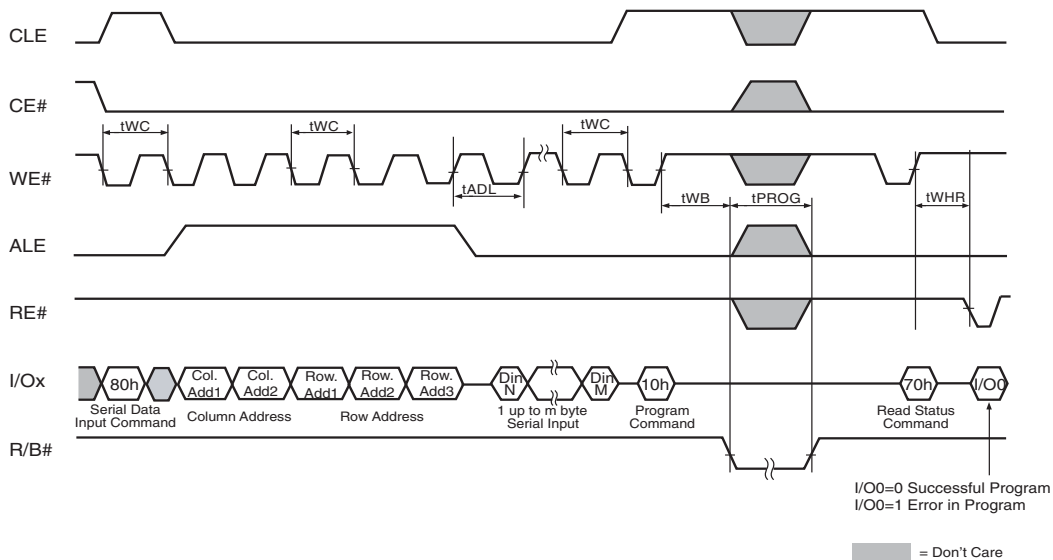 CLE
CE#
tWC
tWC
tWC
WE#
tADL
tWB
tPROG
tWHR
ALE
RE#
I/Ox
80h
Col.
Add1
Col.
Add2
Row.
Add1
Row.
Add2
Row.
Add3
Din
N
Din
M
10h
70h
I/O0
Serial Data
Input Command
Column Address
Row Address
1 up to m byte
Serial Input
Program
Command
Read Status
Command
R/B#
I/O0=0 Successful Program
I/O0=1 Error in Program
= Don't Care